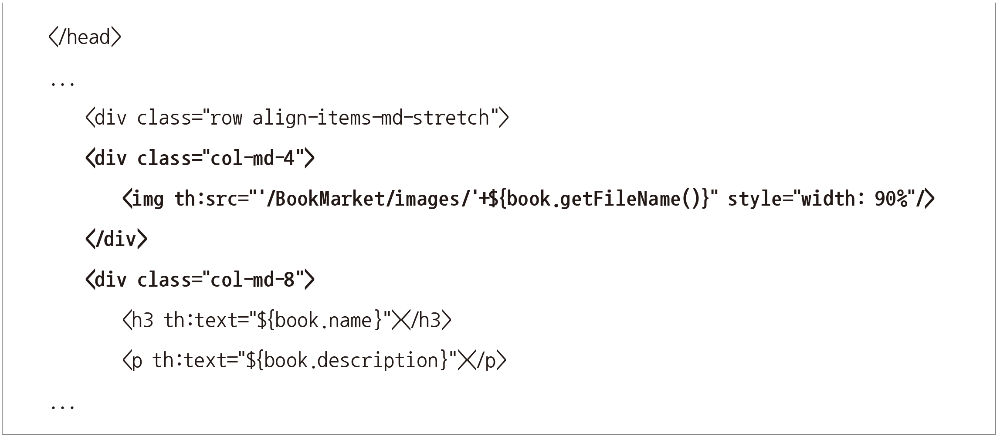 </head>
...
<div class="row align-items-md-stretch">
<div class="col-md-4">
<img th:src="'/BookMarket/images/'+${book.getFileName()}" style="width: 90%"/>
</div>
<div class="col-md-8">
<h3 th:text="${book.name}"></h3>
<p th:text="${book.description}"></p>
...